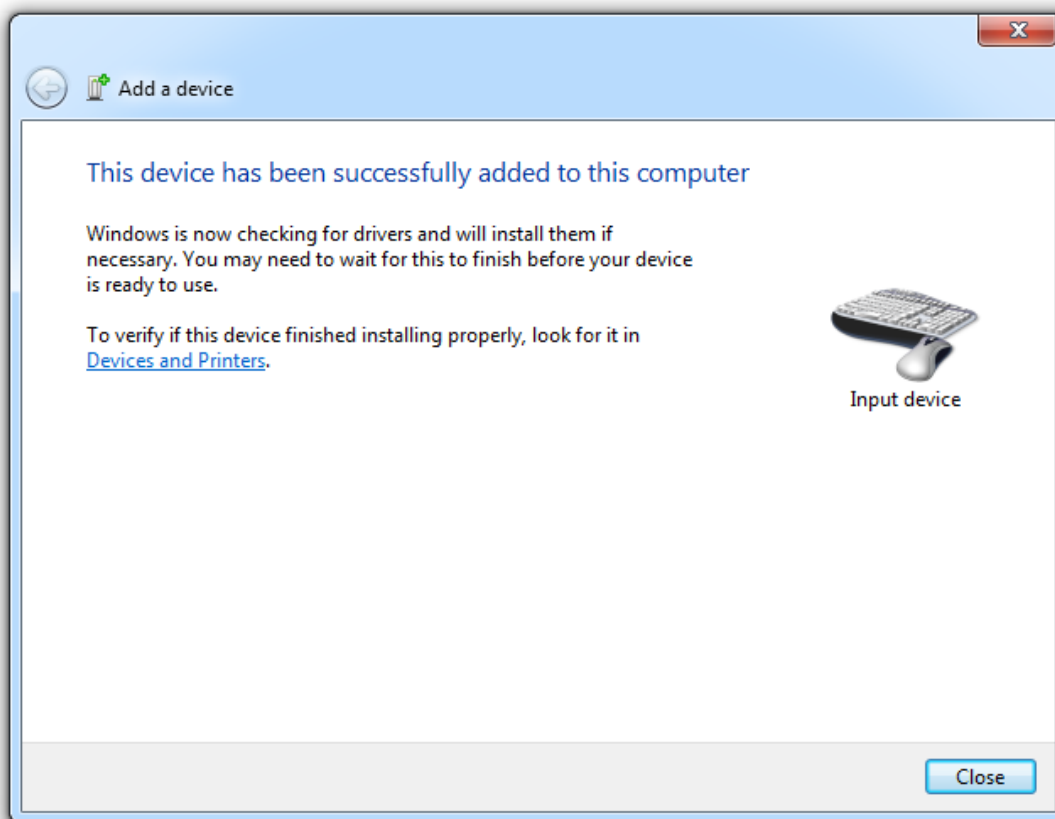 Add a device
This device has been successfully added to this computer
Windows is now checking for drivers and will install them if
necessary. You may need to wait for this to finish before your device
is ready to use.
To verify if this device finished installing properly, look for it in
Devices and Printers.
Input device
Close